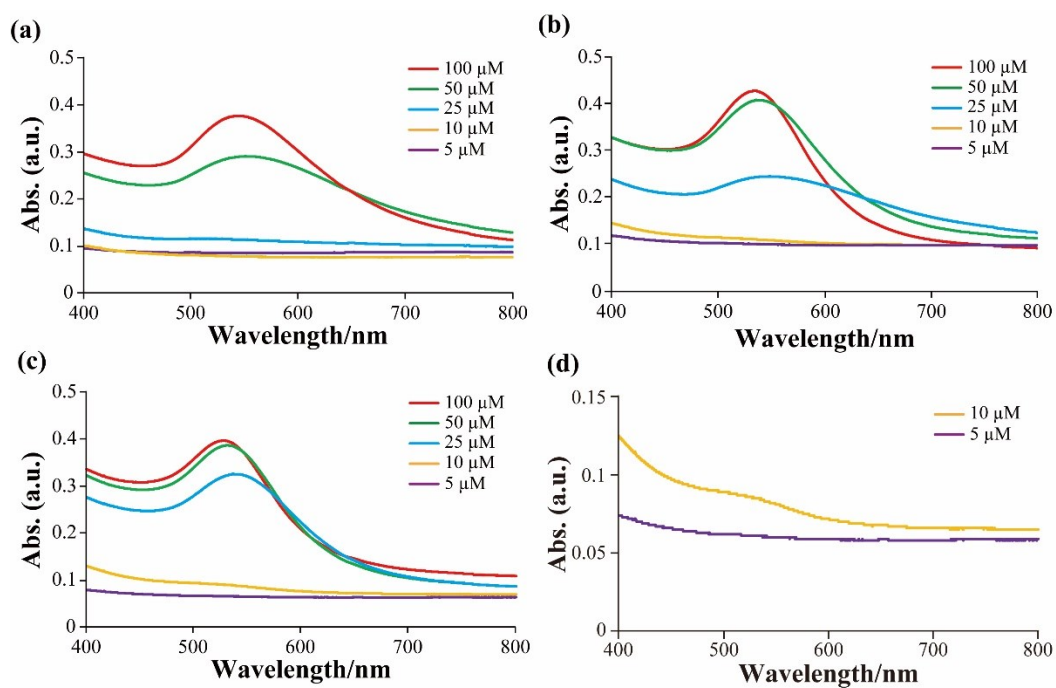 (a)
Abs. (a.u.)
0.5
0.4
0.3
0.2
0.1
0
400
500
600
700
800
Wavelength/nm
100 µM
50 µM
25 µM
10 µM
5 µM
(b)
Abs. (a.u.)
0.5
0.4
0.3
0.2
0.1
0
400
500
600
700
800
Wavelength/nm
100 µM
50 µM
25 µM
10 µM
5 µM
(c)
Abs. (a.u.)
0.5
0.4
0.3
0.2
0.1
0
400
500
600
700
800
Wavelength/nm
100 µM
50 µM
25 µM
10 µM
5 µM
(d)
Abs. (a.u.)
0.15
0.1
0.05
0
400
500
600
700
800
Wavelength/nm
10 µM
5 µM